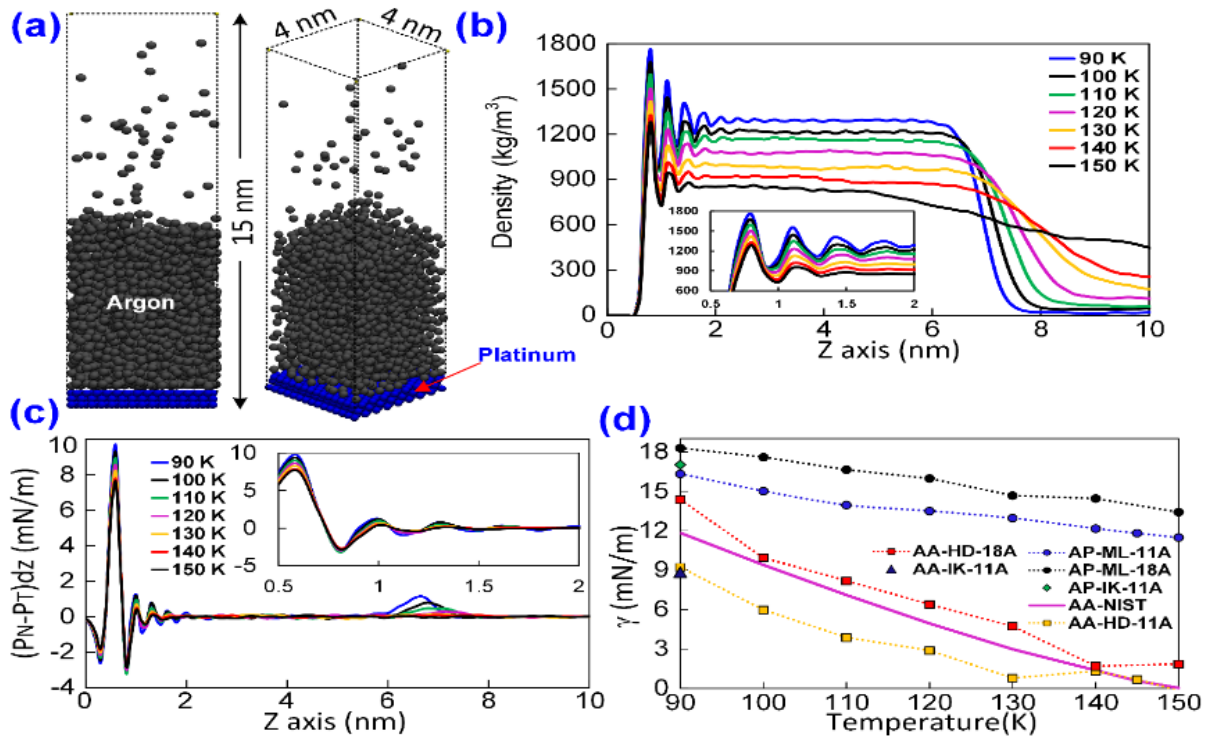 (a)
4 nm
4 nm
15 nm
Argon
Platinum
(b)
Density (kg/m³)
1800
1500
1200
900
600
300
0
0
2
4
6
8
10
Z axis (nm)
90 K
100 K
110 K
120 K
130 K
140 K
150 K
1800
1500
1200
900
600
0.5
1
1.5
2
(c)
(PN-PT)dz (mN/m)
10
8
6
4
2
0
-2
-4
0
2
4
6
8
10
Z axis (nm)
90 K
100 K
110 K
120 K
130 K
140 K
150 K
10
5
0
-5
0.5
1
1.5
2
(d)
γ (mN/m)
18
15
12
9
6
3
0
90
100
110
120
130
140
150
Temperature(K)
AA-HD-18A
AA-IK-11A
AP-ML-11A
AP-ML-18A
AP-IK-11A
AA-NIST
AA-HD-11A